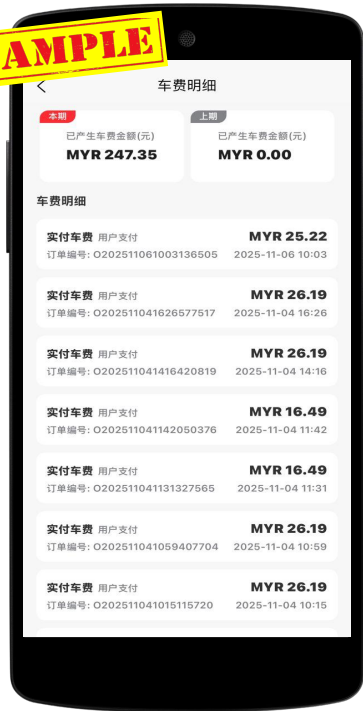 AMPLE
车费明细
本期
上期
已产生车费金额(元)
已产生车费金额(元)
MYR 247.35
MYR 0.00
车费明细
实付车费 用户支付 MYR 25.22
订单编号: O202511061003136505 2025-11-06 10:03
实付车费 用户支付 MYR 26.19
订单编号: O202511041626577517 2025-11-04 16:26
实付车费 用户支付 MYR 26.19
订单编号: O202511041416420819 2025-11-04 14:16
实付车费 用户支付 MYR 16.49
订单编号: O202511041142050376 2025-11-04 11:42
实付车费 用户支付 MYR 16.49
订单编号: O202511041131327565 2025-11-04 11:31
实付车费 用户支付 MYR 26.19
订单编号: O202511041059407704 2025-11-04 10:59
实付车费 用户支付 MYR 26.19
订单编号: O202511041015115720 2025-11-04 10:15